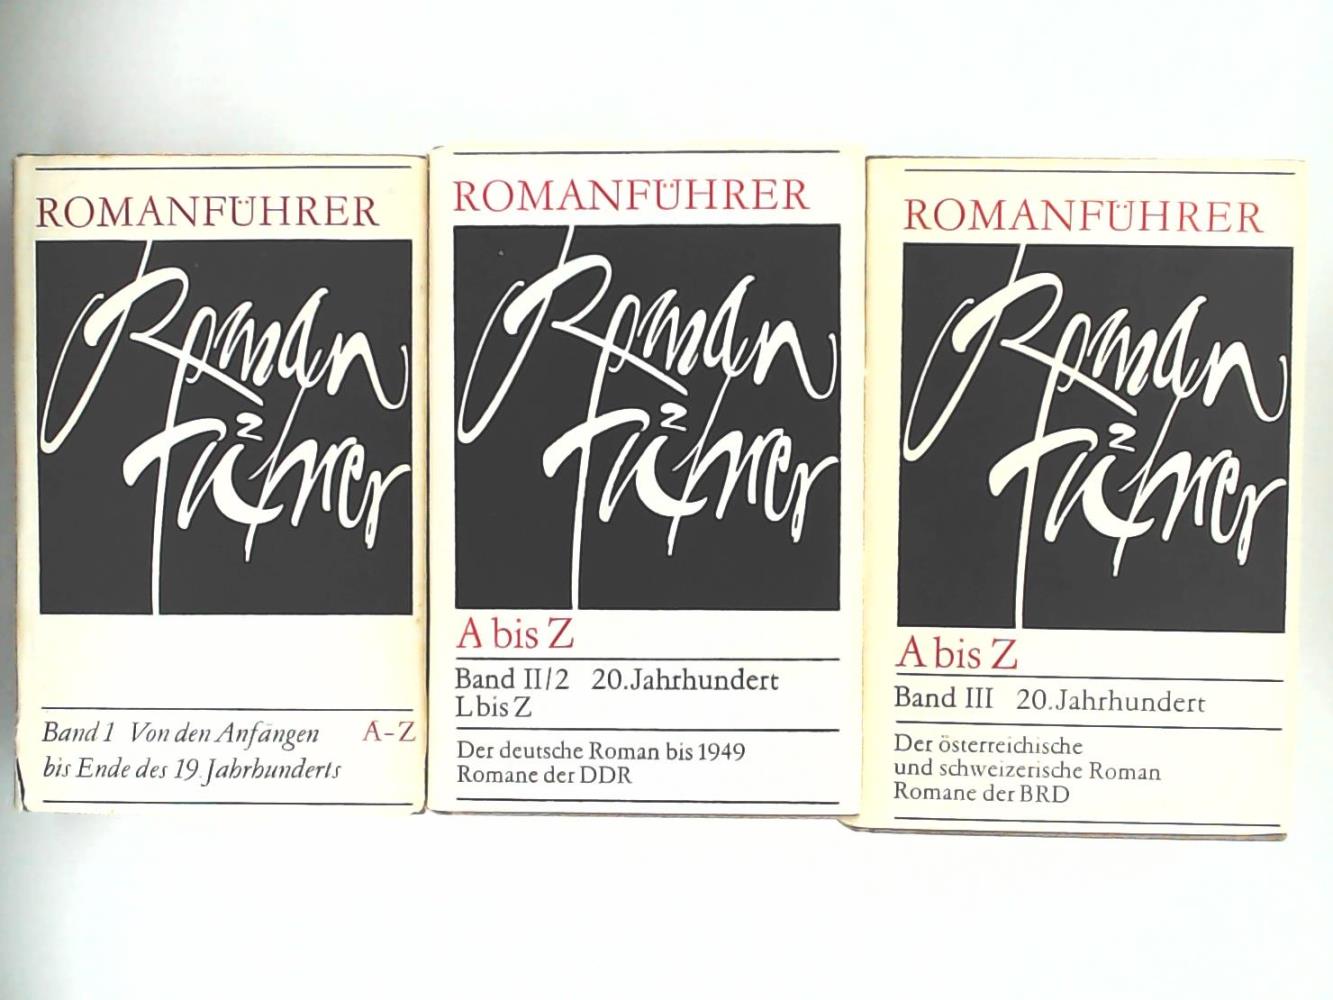 ROMANFÜHRER
Roman
Führer
Band 1 Von den Anfängen A-Z
bis Ende des 19. Jahrhunderts
ROMANFÜHRER
Roman
Führer
A bis Z
Band II/2 20. Jahrhundert
L bis Z
Der deutsche Roman bis 1949
Romane der DDR
ROMANFÜHRER
Roman
Führer
A bis Z
Band III 20. Jahrhundert
Der österreichische
und schweizerische Roman
Romane der BRD